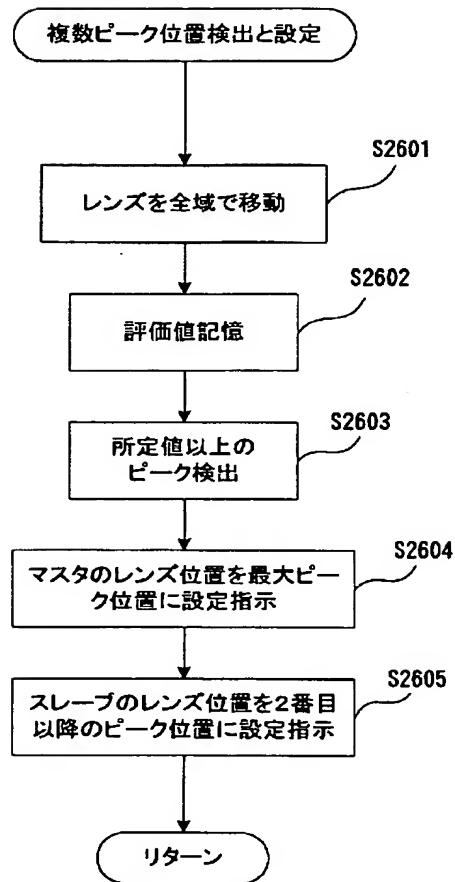 複数ピーク位置検出と設定
S2601
レンズを全域で移動
S2602
評価値記憶
S2603
所定値以上の
ピーク検出
S2604
マスタのレンズ位置を最大ピー
ク位置に設定指示
S2605
スレーブのレンズ位置を2番目
以降のピーク位置に設定指示
リターン